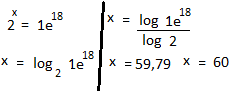 2^x = 1e^18
x = log_2 1e^18
x = log 1e^18 / log 2
x = 59,79 x = 60